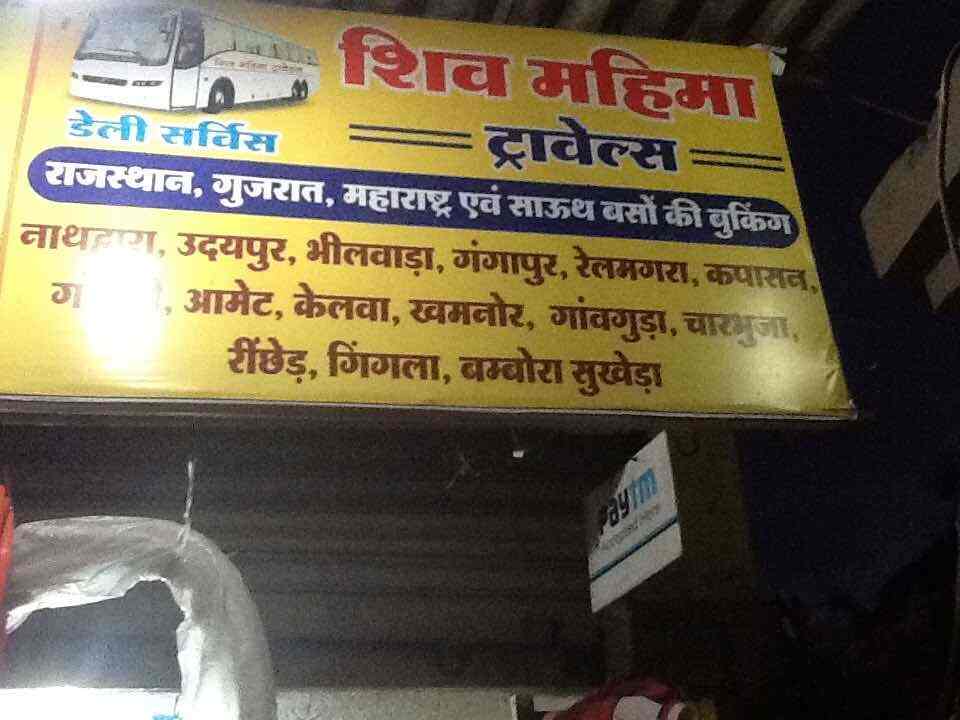 शिव महिमा
ट्रावेल्स
डेली सर्विस
राजस्थान, गुजरात, महाराष्ट्र एवं साऊथ बसों की बुकिंग
नाथद्वारा, उदयपुर, भीलवाड़ा, गंगापुर, रेलमगरा, कपासन,
आमेट, केलवा, खमनोर, गांवगुड़ा, चारभुजा,
रींछेड़, गिंगला, बम्बोरा सुखेड़ा
Paytm